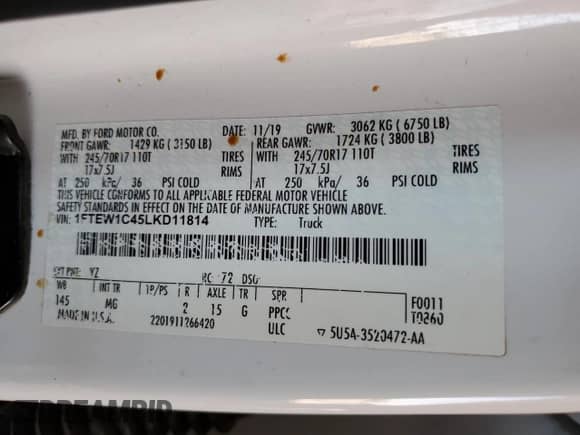 MFD. BY FORD MOTOR CO. DATE: 11/19 GVWR: 3062 KG ( 6750 LB)
FRONT GAWR: 1429 KG ( 3150 LB) REAR GAWR: 1724 KG ( 3800 LB)
WITH 245/70R17 110T TIRES WITH 245/70R17 110T TIRES
17x7.5J RIMS 17x7.5J RIMS
AT 250 kPa/ 36 PSI COLD AT 250 kPa/ 36 PSI COLD
THIS VEHICLE CONFORMS TO ALL APPLICABLE FEDERAL MOTOR VEHICLE
SAFETY STANDARDS IN EFFECT ON THE DATE OF MANUFACTURE SHOWN ABOVE.
VIN: 1FTEW1C45LKD11814 TYPE: Truck
EXT PNT: YZ RC: 72 DSO:
WB INT TR TP/PS R AXLE TR SPR F0011
145 MG 2 15 G PPCC T0260
MADE IN U.S.A. 2201911266420 ULC ▽ 5U5A-3520472-AA